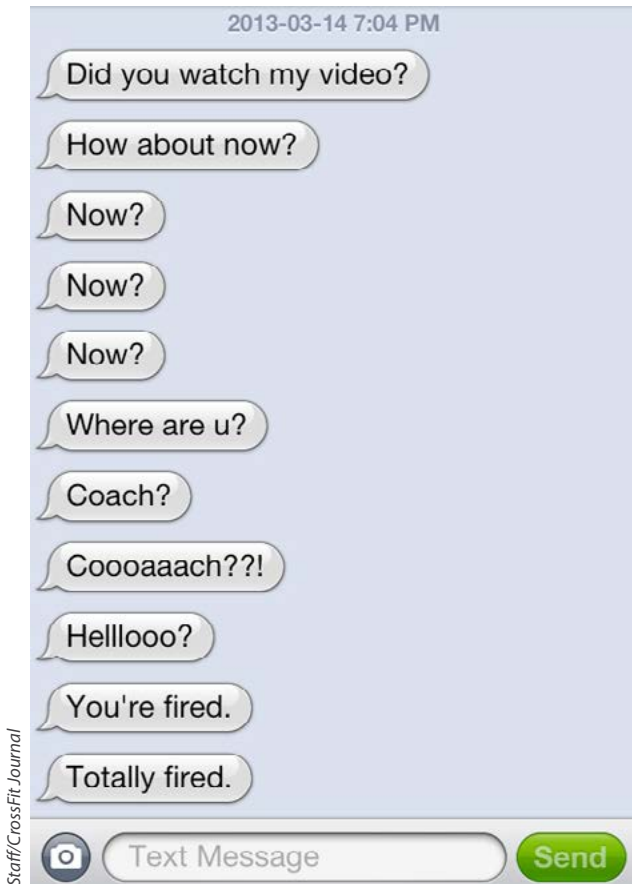 2013-03-14 7:04 PM
Did you watch my video?
How about now?
Now?
Now?
Now?
Where are u?
Coach?
Coooaaach??!
Helllooo?
You're fired.
Totally fired.
Text Message
Send
Staff/CrossFit Journal